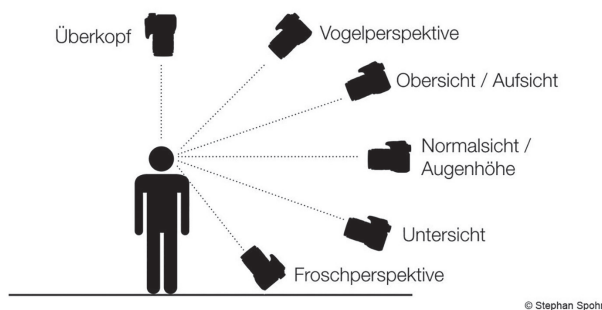 Überkopf
Vogelperspektive
Obersicht / Aufsicht
Normalsicht /
Augenhöhe
Untersicht
Froschperspektive
© Stephan Spohr